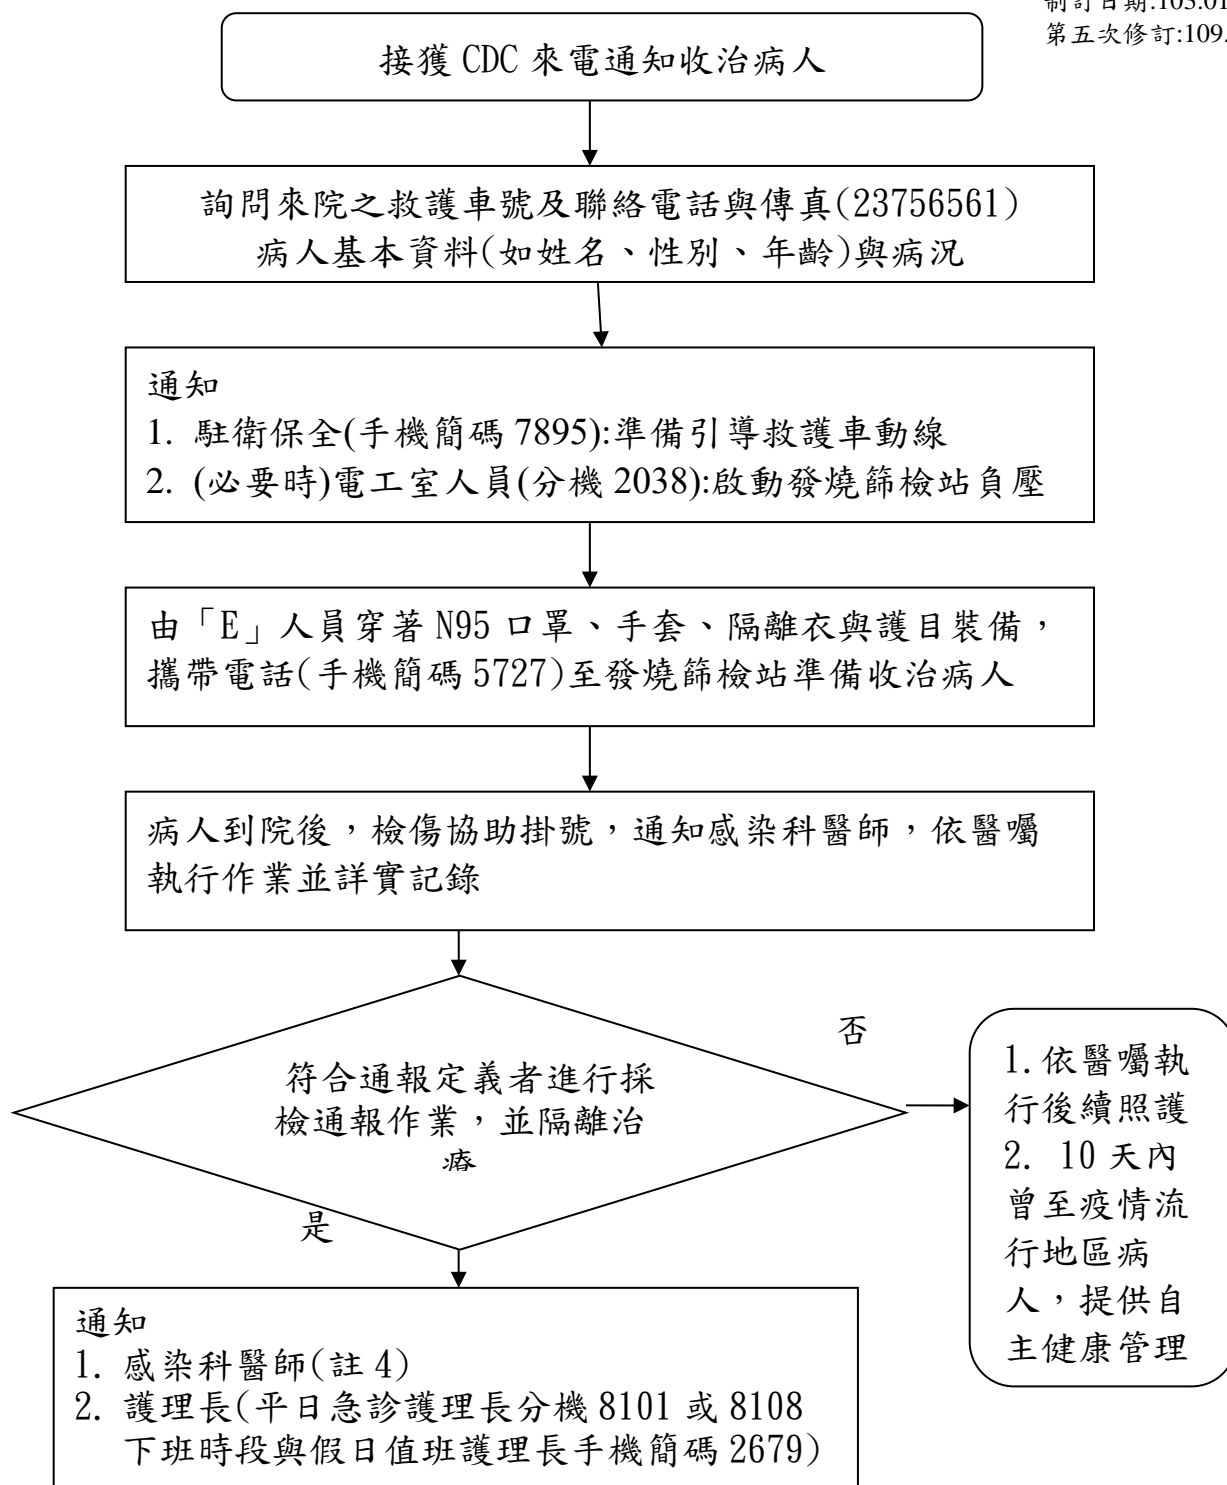 制訂日期:103.01
第五次修訂:109.
接獲 CDC 來電通知收治病人
詢問來院之救護車號及聯絡電話與傳真(23756561)
病人基本資料(如姓名、性別、年齡)與病況
通知
1. 駐衛保全(手機簡碼 7895):準備引導救護車動線
2. (必要時)電工室人員(分機 2038):啟動發燒篩檢站負壓
由「E」人員穿著 N95 口罩、手套、隔離衣與護目裝備，
攜帶電話(手機簡碼 5727)至發燒篩檢站準備收治病人
病人到院後，檢傷協助掛號，通知感染科醫師，依醫囑
執行作業並詳實記錄
符合通報定義者進行採
檢通報作業，並隔離治
療
否
1.依醫囑執
行後續照護
2. 10 天內
曾至疫情流
行地區病
人，提供自
主健康管理
是
通知
1. 感染科醫師(註 4)
2. 護理長(平日急診護理長分機 8101 或 8108
下班時段與假日值班護理長手機簡碼 2679)